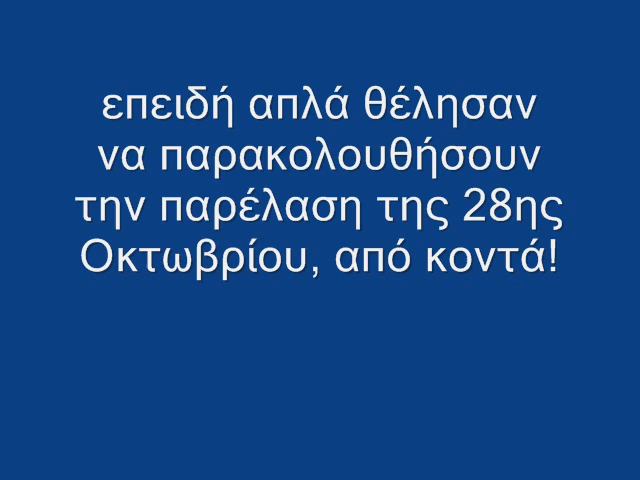 επειδή απλά θέλησαν
να παρακολουθήσουν
την παρέλαση της 28ης
Οκτωβρίου, από κοντά!